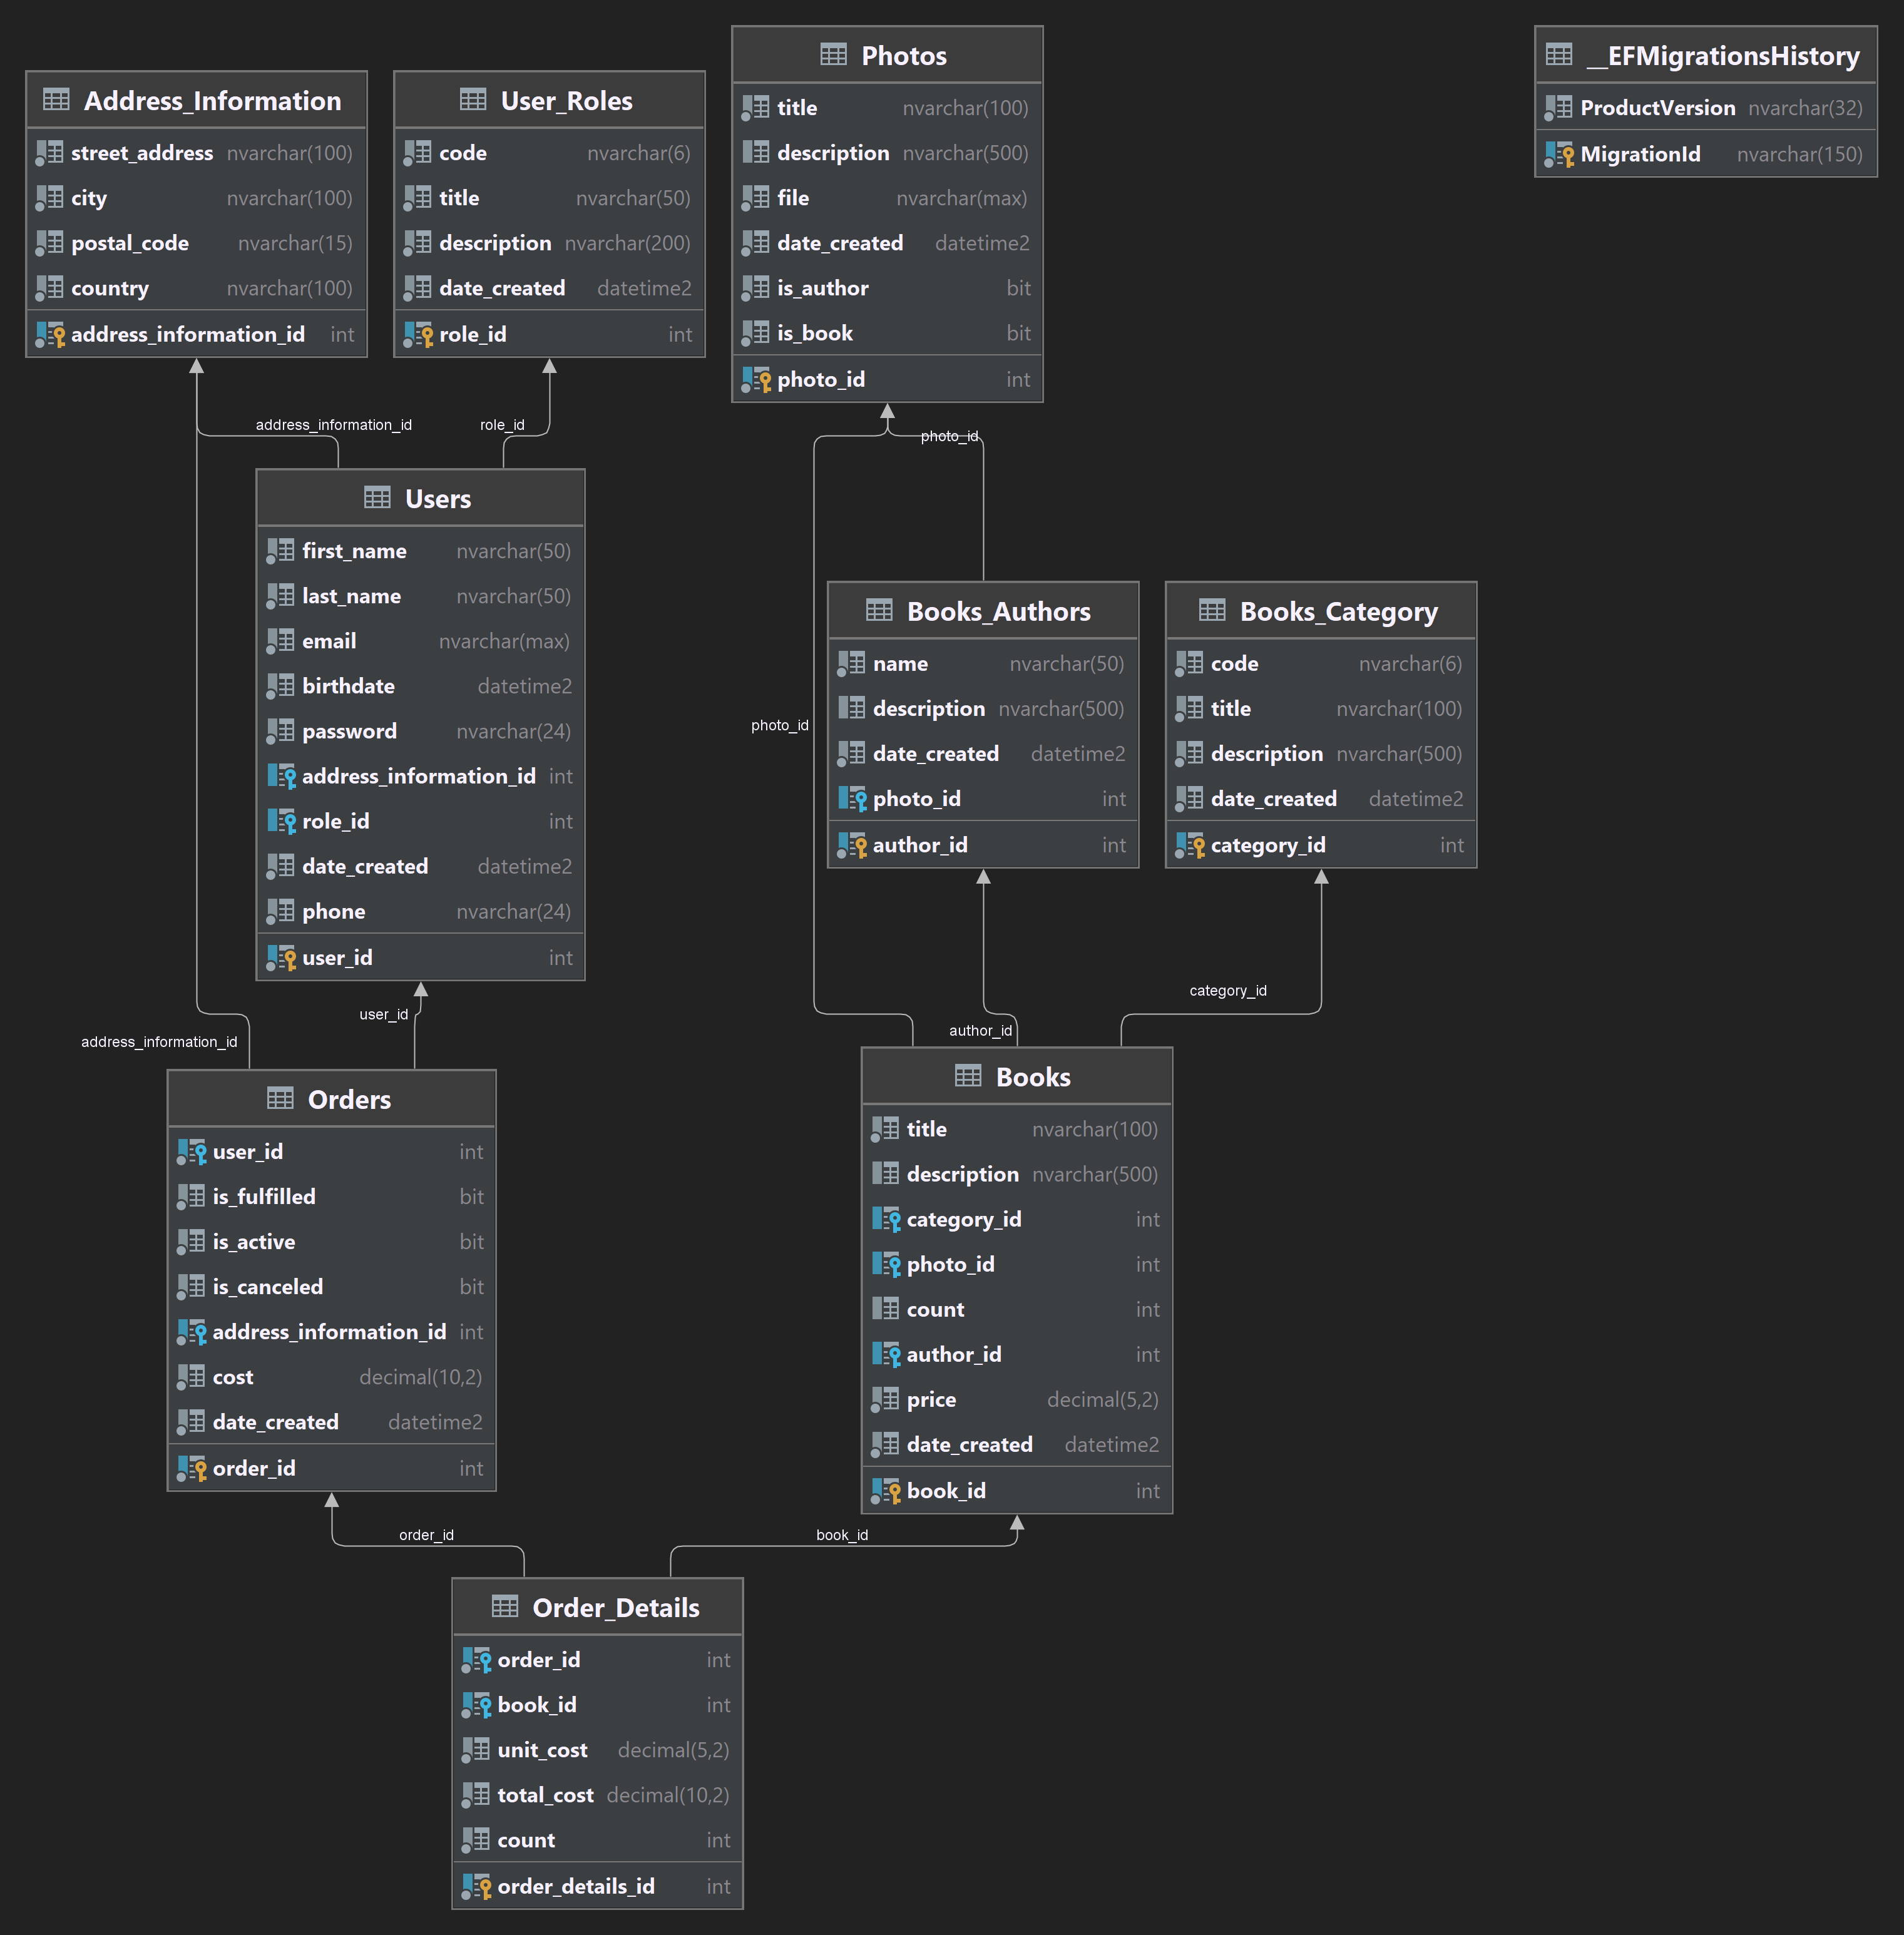 Address_Information
street_address nvarchar(100)
city nvarchar(100)
postal_code nvarchar(15)
country nvarchar(100)
address_information_id int
User_Roles
code nvarchar(6)
title nvarchar(50)
description nvarchar(200)
date_created datetime2
role_id int
Photos
title nvarchar(100)
description nvarchar(500)
file nvarchar(max)
date_created datetime2
is_author bit
is_book bit
photo_id int
__EFMigrationsHistory
ProductVersion nvarchar(32)
MigrationId nvarchar(150)
address_information_id
role_id
photo_id
Users
first_name nvarchar(50)
last_name nvarchar(50)
email nvarchar(max)
birthdate datetime2
password nvarchar(24)
address_information_id int
role_id int
date_created datetime2
phone nvarchar(24)
user_id int
photo_id
Books_Authors
name nvarchar(50)
description nvarchar(500)
date_created datetime2
photo_id int
author_id int
Books_Category
code nvarchar(6)
title nvarchar(100)
description nvarchar(500)
date_created datetime2
category_id int
address_information_id
user_id
author_id
category_id
Orders
user_id int
is_fulfilled bit
is_active bit
is_canceled bit
address_information_id int
cost decimal(10,2)
date_created datetime2
order_id int
Books
title nvarchar(100)
description nvarchar(500)
category_id int
photo_id int
count int
author_id int
price decimal(5,2)
date_created datetime2
book_id int
order_id
book_id
Order_Details
order_id int
book_id int
unit_cost decimal(5,2)
total_cost decimal(10,2)
count int
order_details_id int